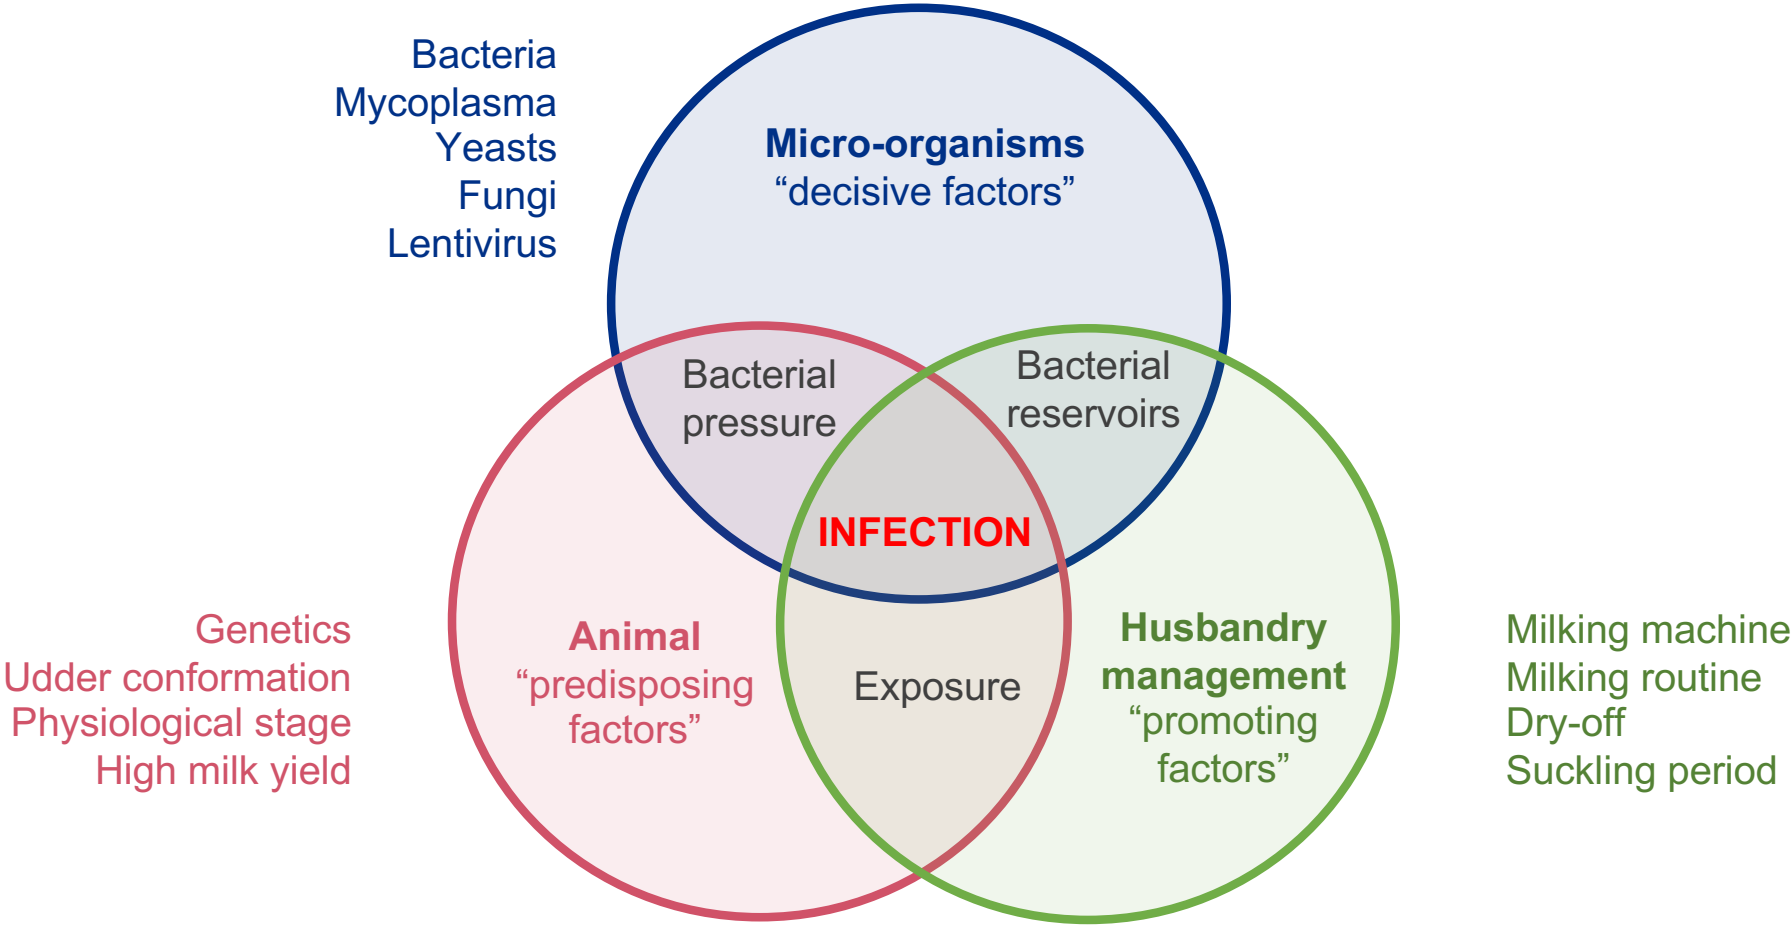 Bacteria
Mycoplasma
Yeasts
Fungi
Lentivirus
Micro-organisms
“decisive factors”
Bacterial
pressure
Bacterial
reservoirs
INFECTION
Genetics
Udder conformation
Physiological stage
High milk yield
Animal
“predisposing
factors”
Exposure
Husbandry
management
“promoting
factors”
Milking machine
Milking routine
Dry-off
Suckling period